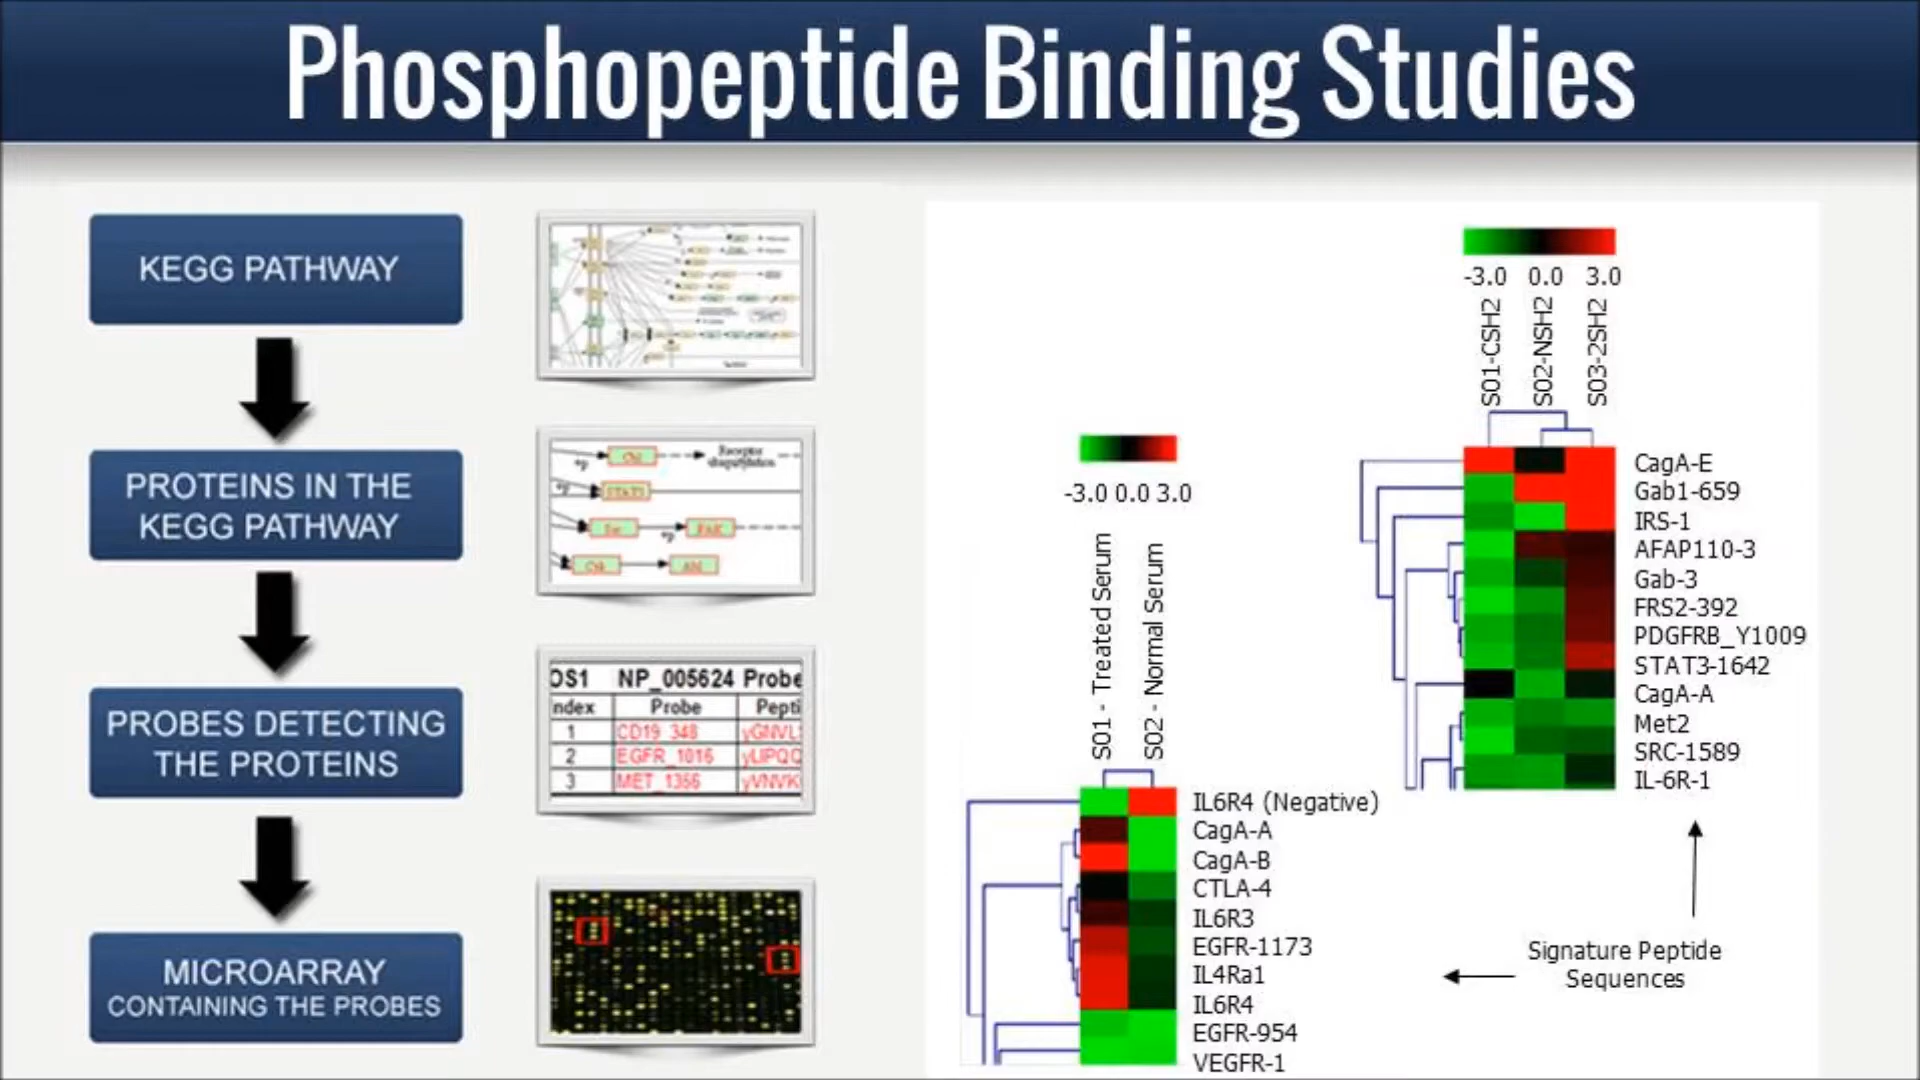 Phosphopeptide Binding Studies
KEGG PATHWAY
PROTEINS IN THE
KEGG PATHWAY
PROBES DETECTING
THE PROTEINS
MICROARRAY
CONTAINING THE PROBES
Receptor
+p
STAT5
Src
FAK
+p
Abl
OS1 NP_005624 Probe
ndex Probe Pepti
1 CD19_348 yGNVL
2 EGFR_1016 yLIPQQ
3 MET_1356 yVNVK
-3.0 0.0 3.0
S01 - Treated Serum
S02 - Normal Serum
IL6R4 (Negative)
CagA-A
CagA-B
CTLA-4
IL6R3
EGFR-1173
IL4Ra1
IL6R4
EGFR-954
VEGFR-1
-3.0 0.0 3.0
S01-CSH2
S02-NSH2
S03-2SH2
CagA-E
Gab1-659
IRS-1
AFAP110-3
Gab-3
FRS2-392
PDGFRB_Y1009
STAT3-1642
CagA-A
Met2
SRC-1589
IL-6R-1
Signature Peptide
Sequences